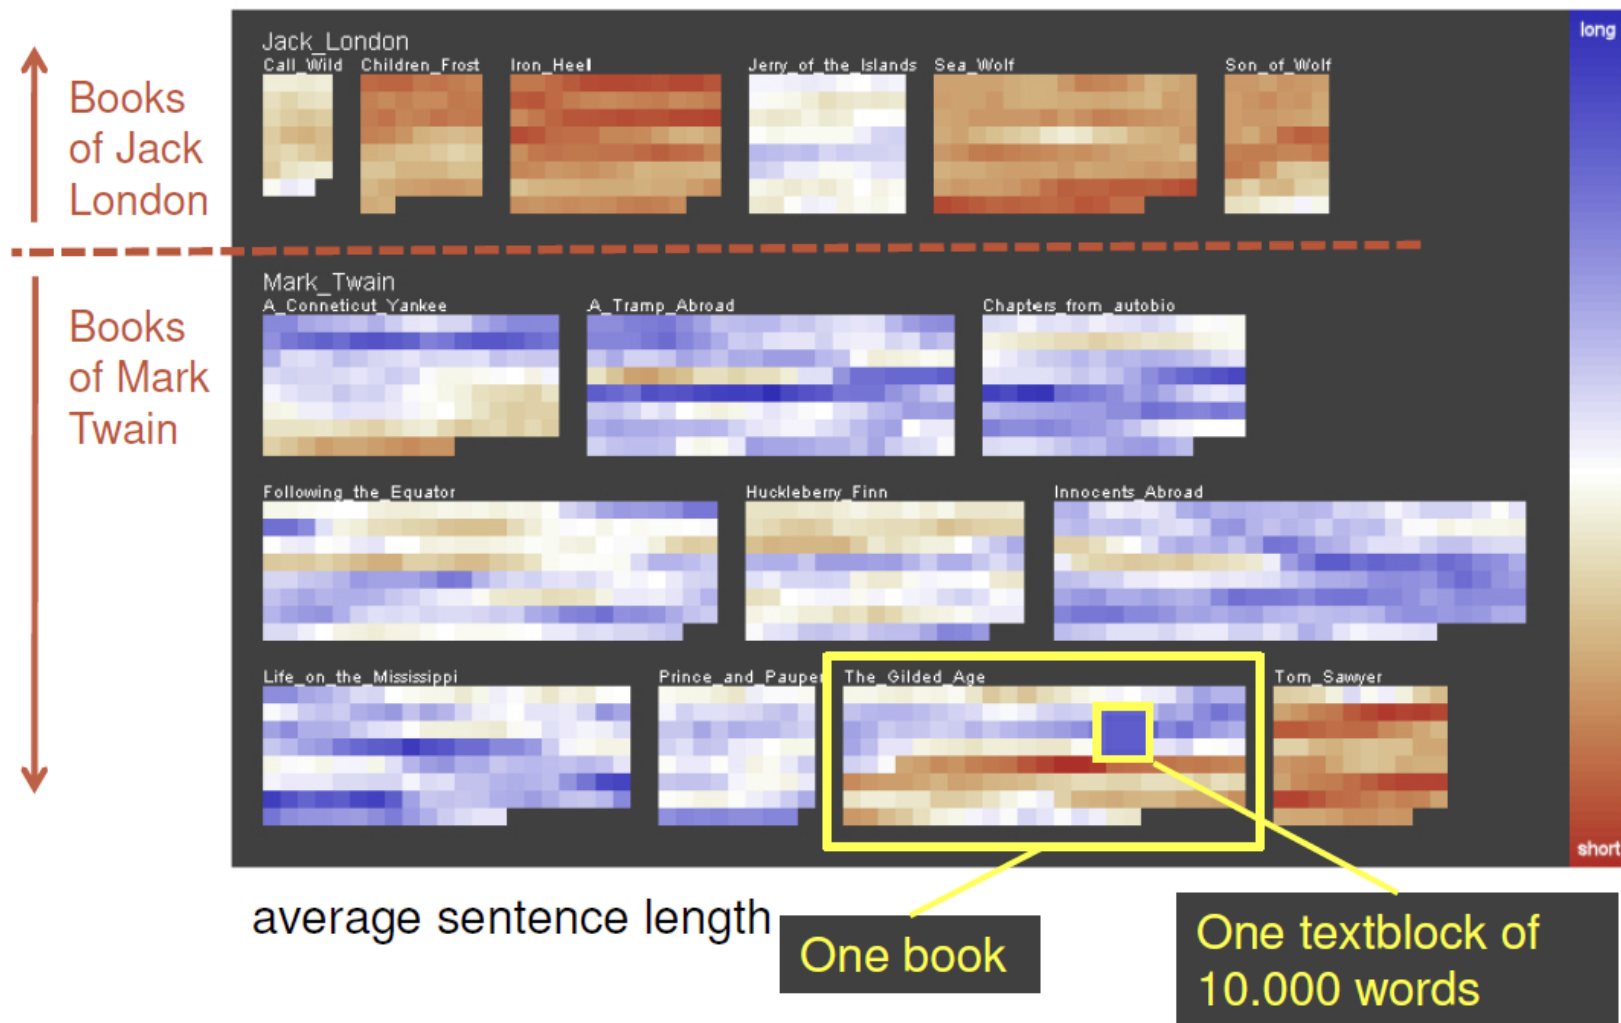 long
Jack_London
Call_Wild
Children_Frost
Iron_Heel
Jerry_of_the_Islands
Sea_Wolf
Son_of_Wolf
Books
of Jack
London
Mark_Twain
A_Conneticut_Yankee
A_Tramp_Abroad
Chapters_from_autobio
Books
of Mark
Twain
Following_the_Equator
Huckleberry_Finn
Innocents_Abroad
Life_on_the_Mississippi
Prince_and_Pauper
The_Gilded_Age
Tom_Sawyer
short
average sentence length
One book
One textblock of
10.000 words